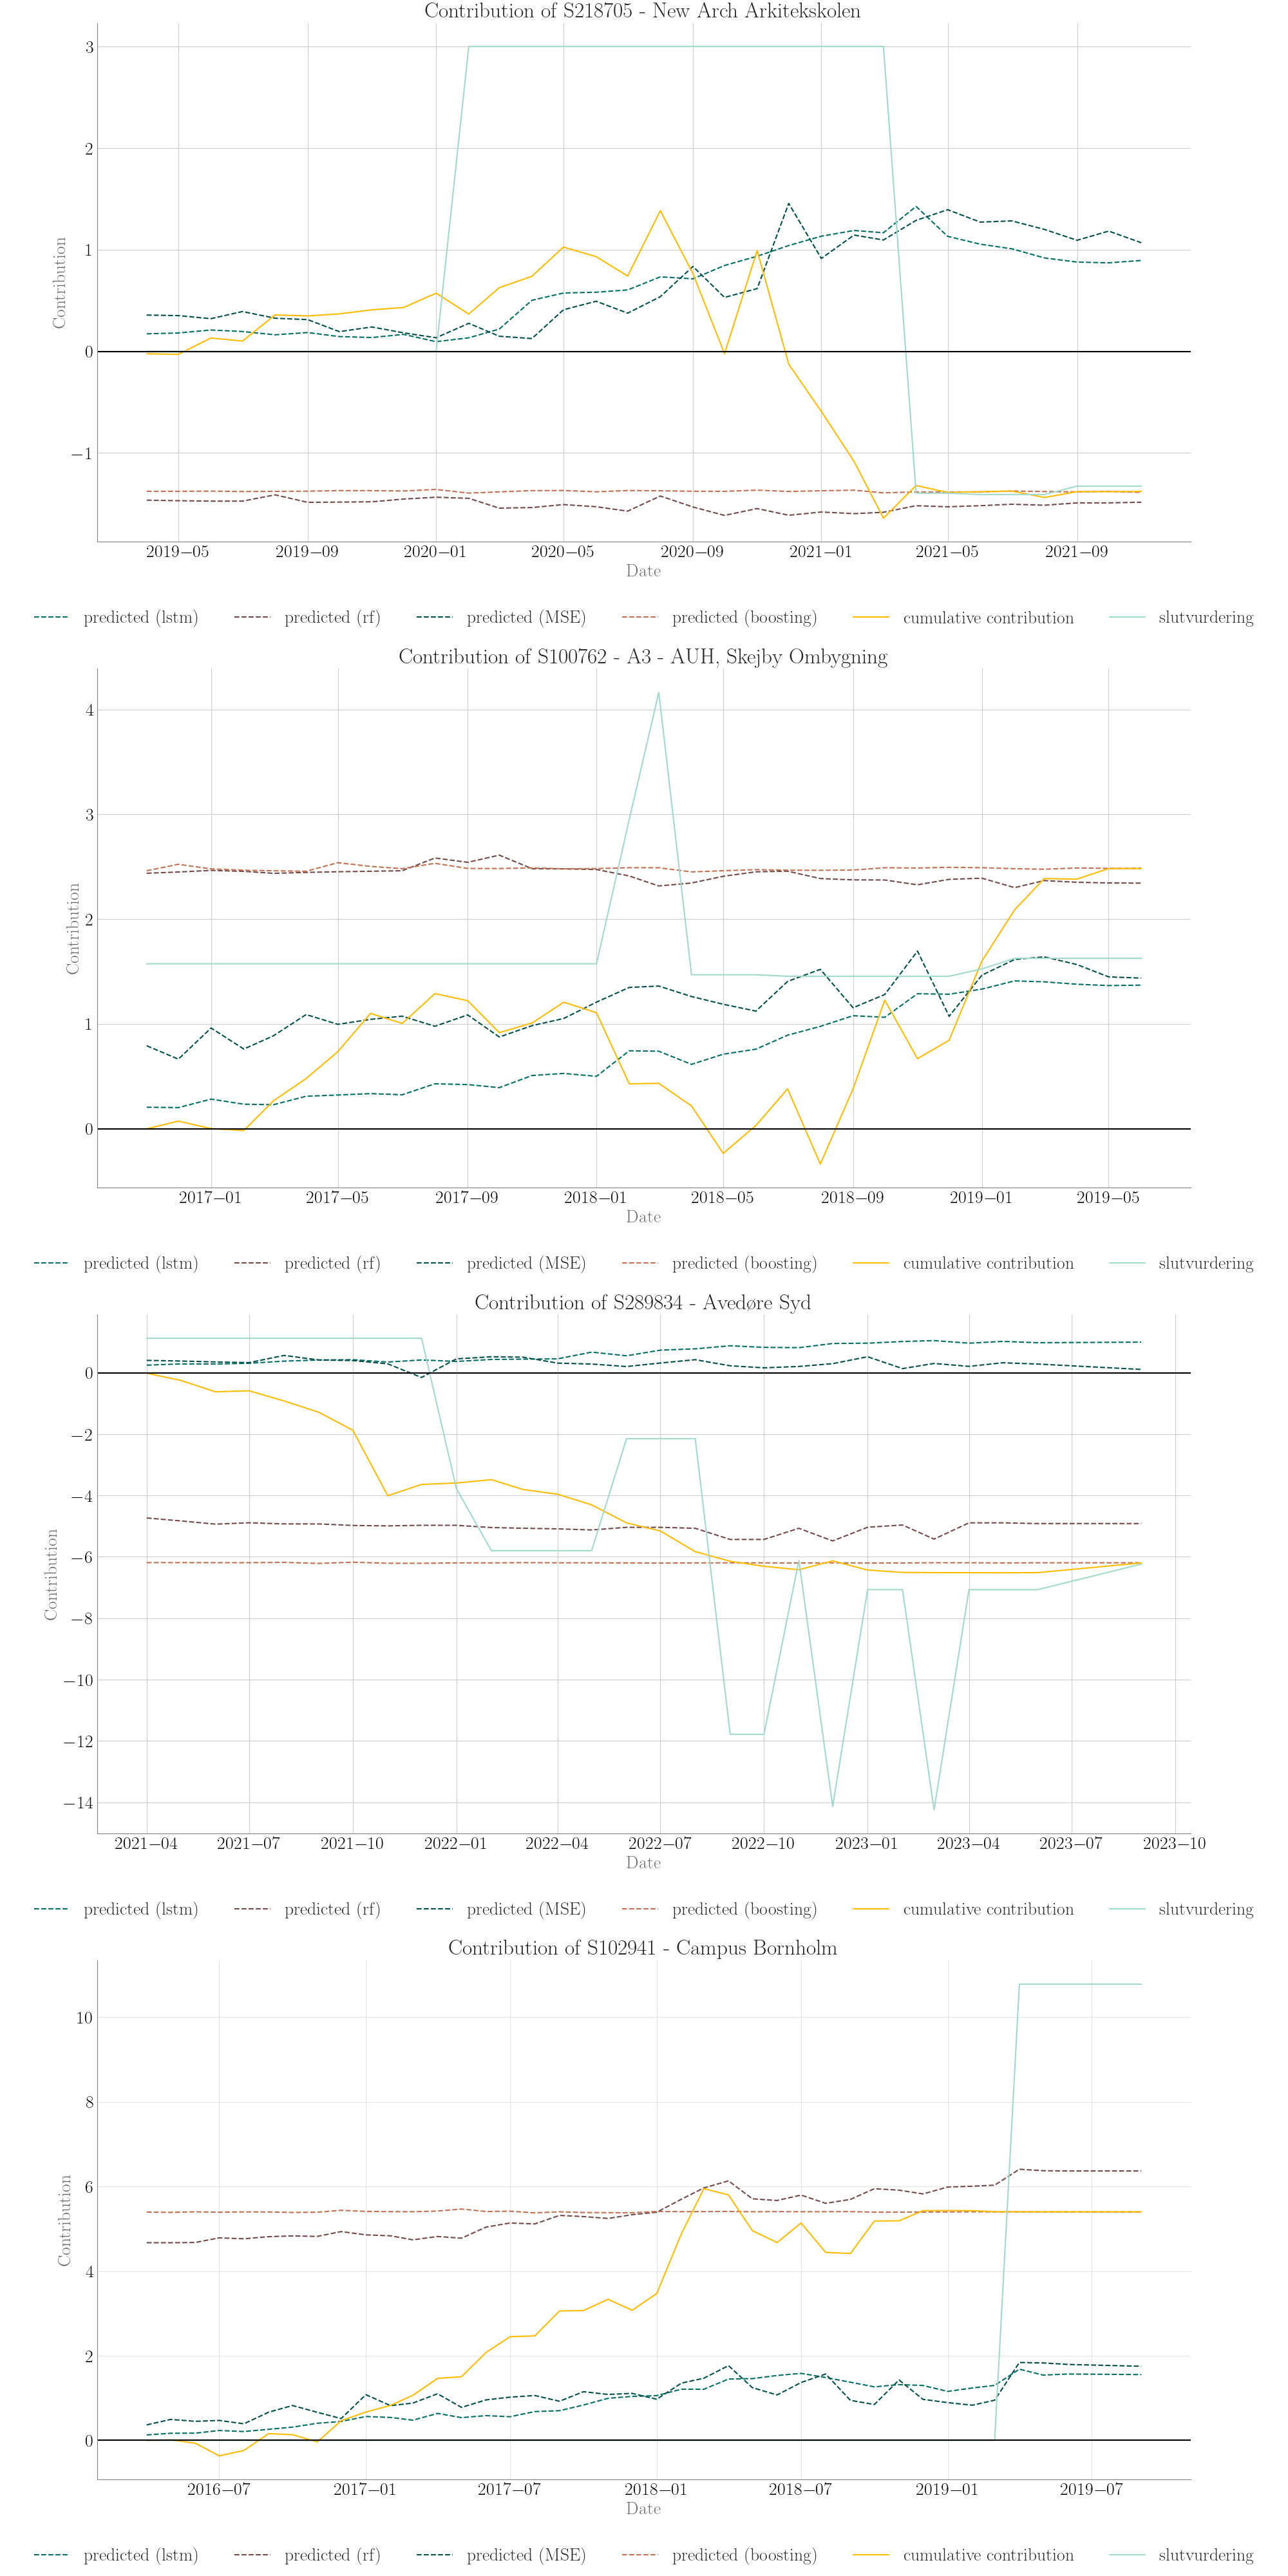 Contribution of S218705 - New Arch Arkitekskolen
3
2
1
0
−1
Contribution
2019−05 2019−09 2020−01 2020−05 2020−09 2021−01 2021−05 2021−09
Date
predicted (lstm) predicted (rf) predicted (MSE) predicted (boosting) cumulative contribution slutvurdering
Contribution of S100762 - A3 - AUH, Skejby Ombygning
4
3
2
1
0
Contribution
2017−01 2017−05 2017−09 2018−01 2018−05 2018−09 2019−01 2019−05
Date
predicted (lstm) predicted (rf) predicted (MSE) predicted (boosting) cumulative contribution slutvurdering
Contribution of S289834 - Avedøre Syd
0
−2
−4
−6
−8
−10
−12
−14
Contribution
2021−04 2021−07 2021−10 2022−01 2022−04 2022−07 2022−10 2023−01 2023−04 2023−07 2023−10
Date
predicted (lstm) predicted (rf) predicted (MSE) predicted (boosting) cumulative contribution slutvurdering
Contribution of S102941 - Campus Bornholm
10
8
6
4
2
0
Contribution
2016−07 2017−01 2017−07 2018−01 2018−07 2019−01 2019−07
Date
predicted (lstm) predicted (rf) predicted (MSE) predicted (boosting) cumulative contribution slutvurdering